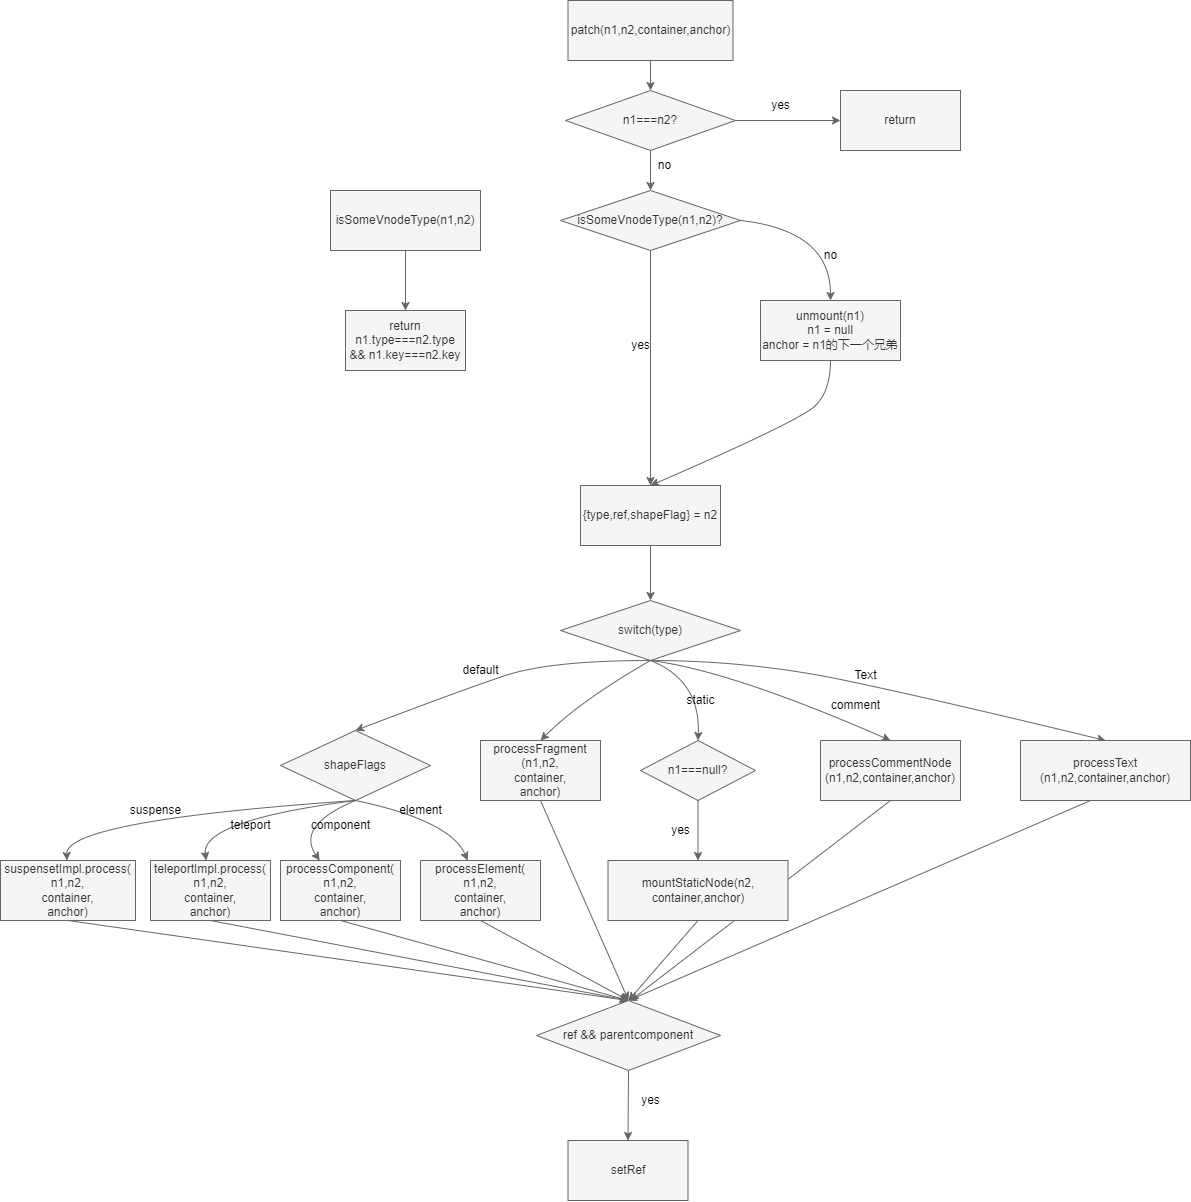 patch(n1,n2,container,anchor)
n1===n2?
yes
return
no
isSomeVnodeType(n1,n2)
isSomeVnodeType(n1,n2)?
no
return
n1.type===n2.type
&& n1.key===n2.key
unmount(n1)
n1 = null
anchor = n1的下一个兄弟
yes
{type,ref,shapeFlag} = n2
switch(type)
default
static
comment
Text
shapeFlags
processFragment
(n1,n2,
container,
anchor)
n1===null?
processCommentNode
(n1,n2,container,anchor)
processText
(n1,n2,container,anchor)
suspense
teleport
component
element
yes
suspensetImpl.process(
n1,n2,
container,
anchor)
teleportImpl.process(
n1,n2,
container,
anchor)
processComponent(
n1,n2,
container,
anchor)
processElement(
n1,n2,
container,
anchor)
mountStaticNode(n2,
container,anchor)
ref && parentcomponent
yes
setRef